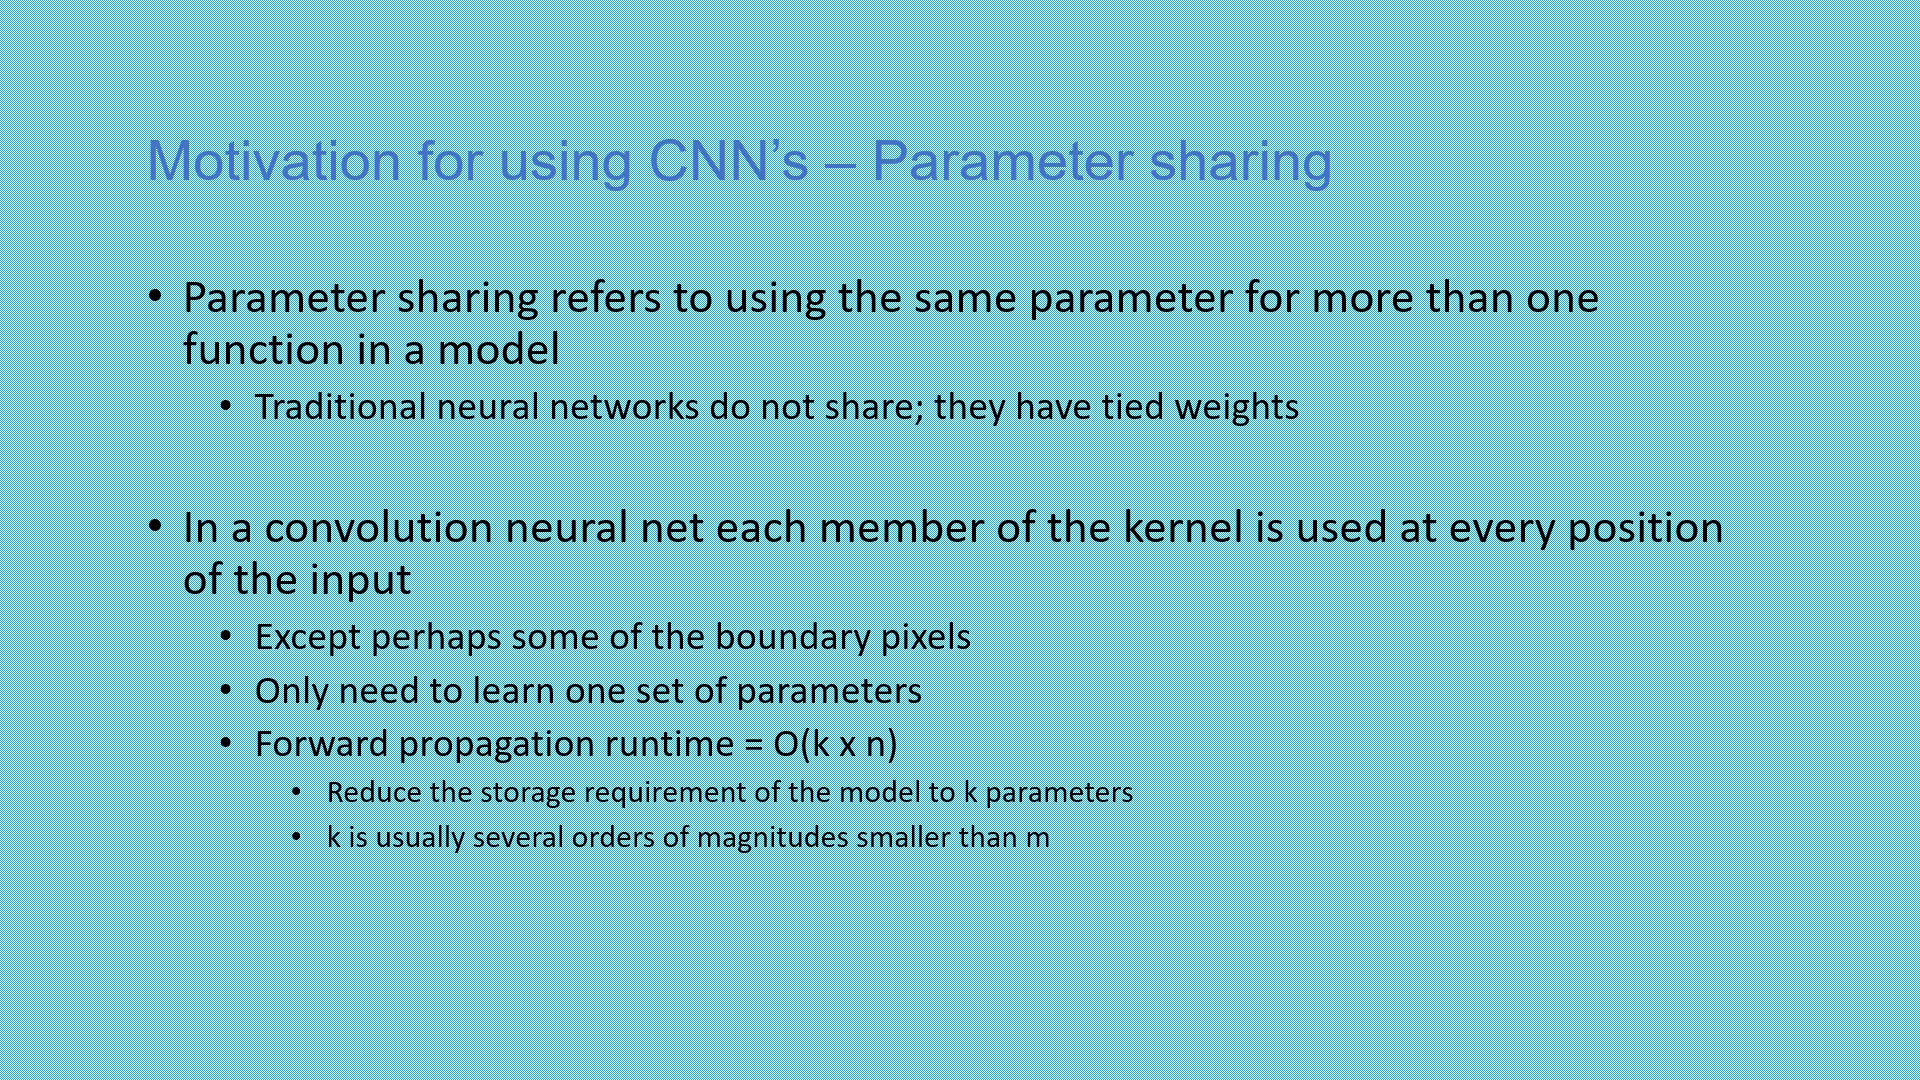 Motivation for using CNN’s – Parameter sharing
• Parameter sharing refers to using the same parameter for more than one
function in a model
• Traditional neural networks do not share; they have tied weights
• In a convolution neural net each member of the kernel is used at every position
of the input
• Except perhaps some of the boundary pixels
• Only need to learn one set of parameters
• Forward propagation runtime = O(k x n)
• Reduce the storage requirement of the model to k parameters
• k is usually several orders of magnitudes smaller than m